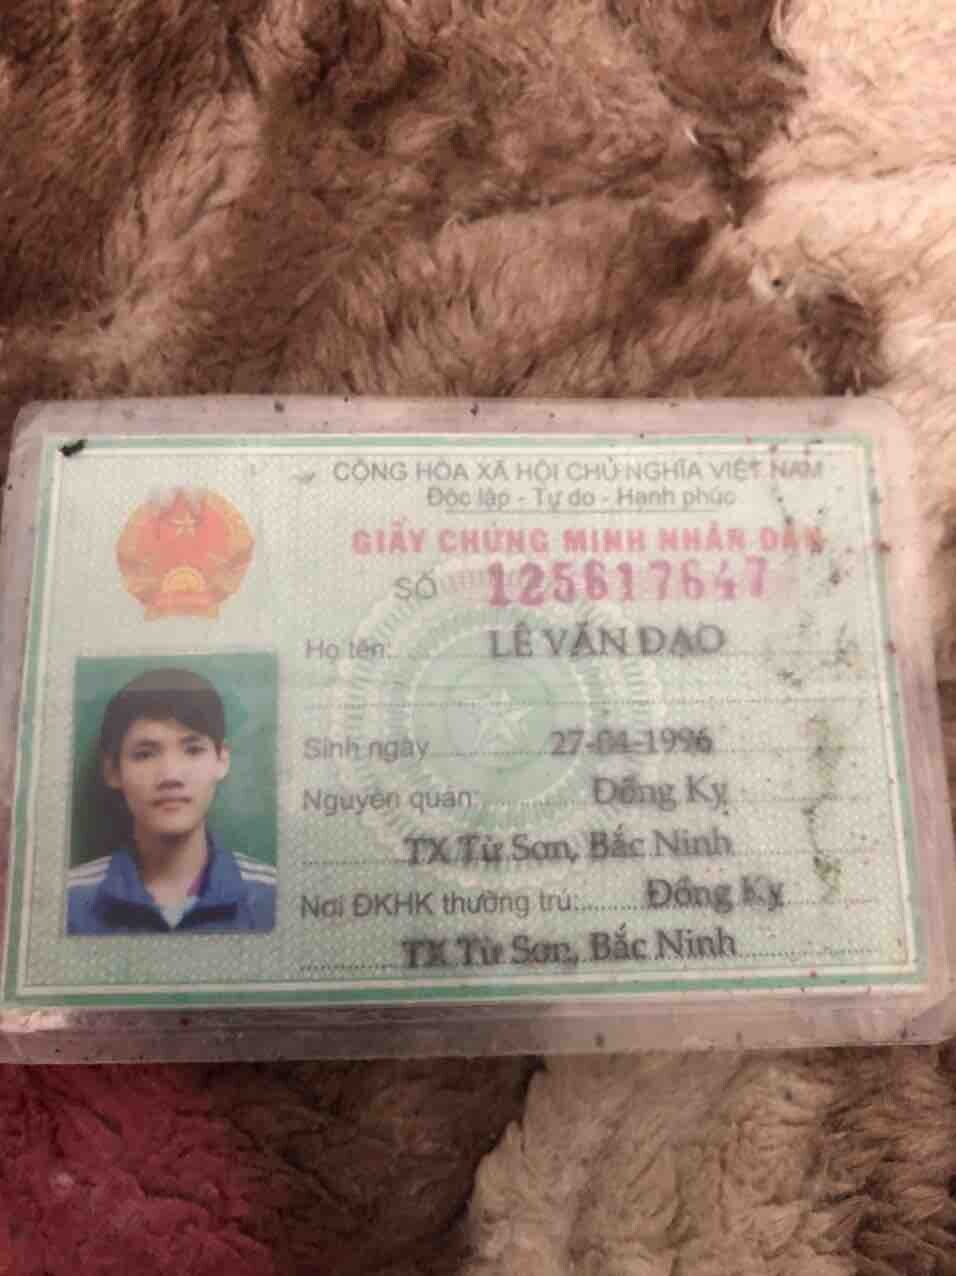 CỘNG HÒA XÃ HỘI CHỦ NGHĨA VIỆT NAM
Độc lập - Tự do - Hạnh phúc
GIẤY CHỨNG MINH NHÂN DÂN
SỐ 125617647
Họ tên: LÊ VĂN ĐẠO
Sinh ngày 27-04-1996
Nguyên quán: Đồng Kỵ
TX Từ Sơn, Bắc Ninh
Nơi ĐKHK thường trú: Đồng Kỵ
TX Từ Sơn, Bắc Ninh